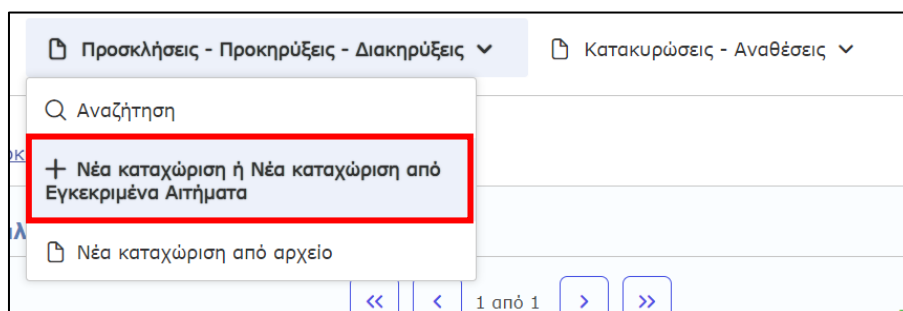 Προσκλήσεις - Προκηρύξεις - Διακηρύξεις
Κατακυρώσεις - Αναθέσεις
Αναζήτηση
Νέα καταχώριση ή Νέα καταχώριση από
Εγκεκριμένα Αιτήματα
Νέα καταχώριση από αρχείο
1 από 1